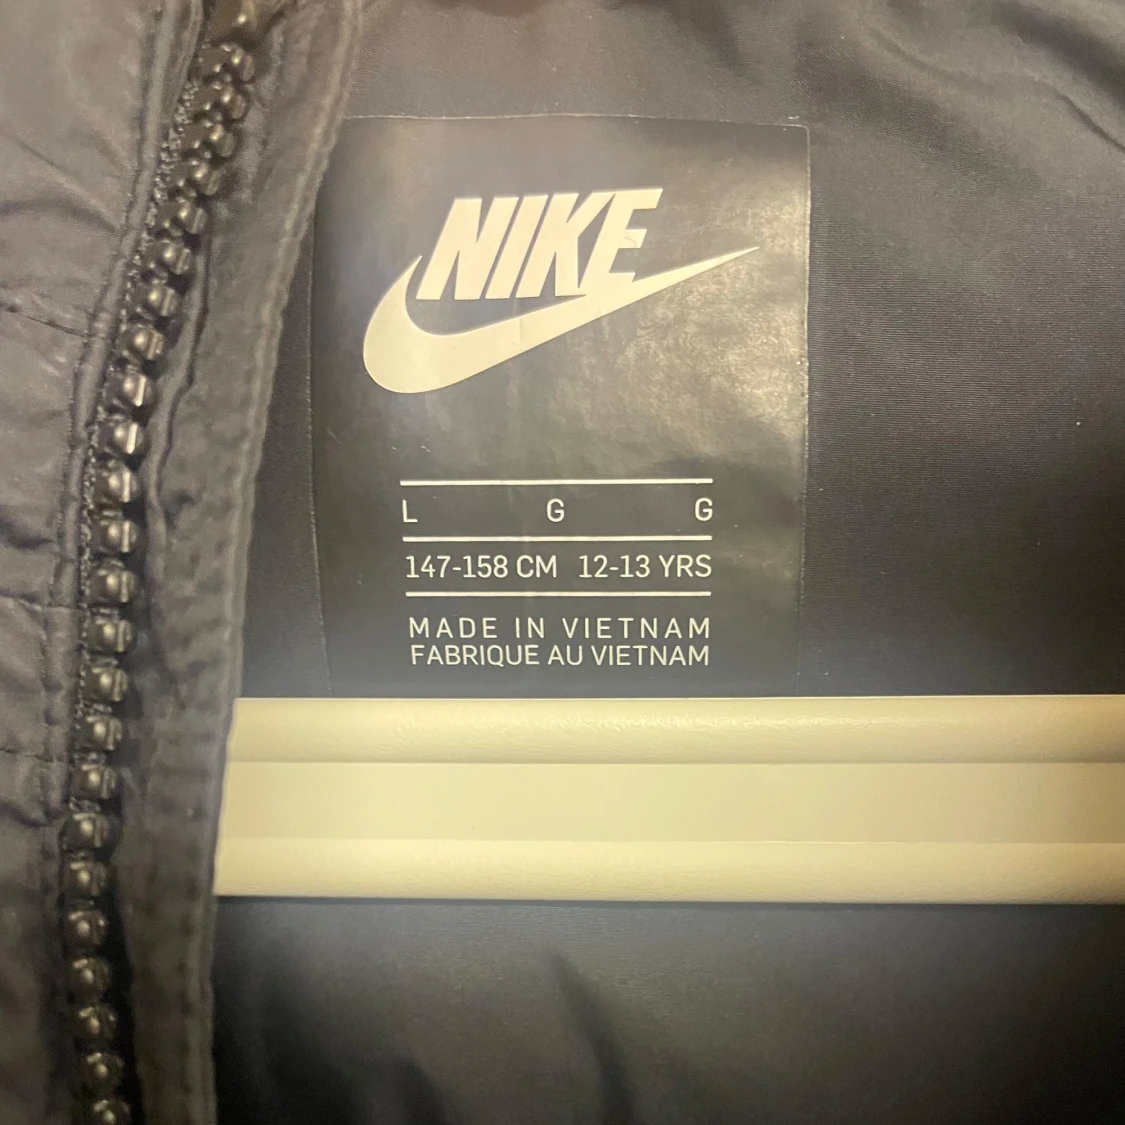 NIKE
L G G
147-158 CM 12-13 YRS
MADE IN VIETNAM
FABRIQUE AU VIETNAM